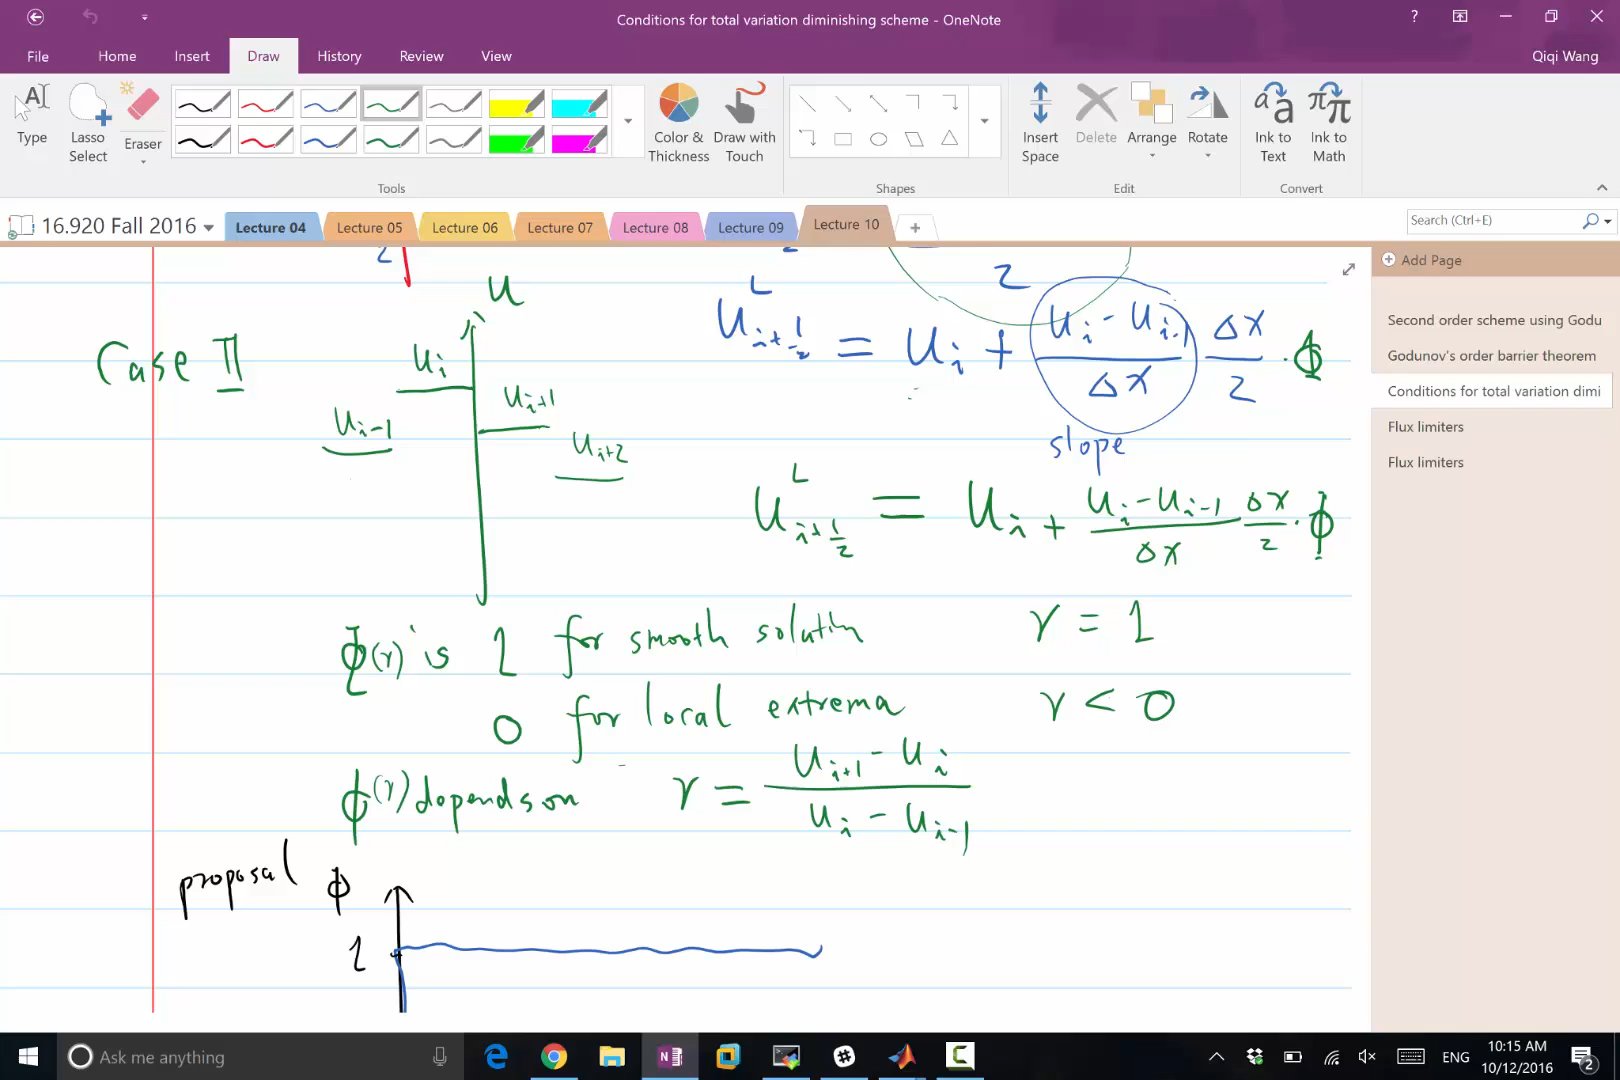 Conditions for total variation diminishing scheme - OneNote
?
File Home Insert Draw History Review View
Qiqi Wang
Type
Lasso Select
Eraser
Color & Thickness
Draw with Touch
Insert Space
Delete
Arrange
Rotate
Ink to Text
Ink to Math
Tools Shapes Edit Convert
16.920 Fall 2016
Lecture 04 Lecture 05 Lecture 06 Lecture 07 Lecture 08 Lecture 09 Lecture 10
Search (Ctrl+E)
Add Page
Second order scheme using Godu
Godunov's order barrier theorem
Conditions for total variation dimi
Flux limiters
Flux limiters
2 2
u
Case II
u_i
u_{i-1}
u_{i+1}
u_{i+2}
u^L_{i+1/2} = u_i + (u_i - u_{i-1})/Δx Δx/2 · ϕ
slope
u^L_{i+1/2} = u_i + (u_i - u_{i-1})/Δx Δx/2 · ϕ
ϕ(r) is 1 for smooth solution r = 1
0 for local extrema r < 0
ϕ(r) depends on r = (u_{i+1} - u_i)/(u_i - u_{i-1})
proposal ϕ
1
Ask me anything
ENG
10:15 AM
10/12/2016
2